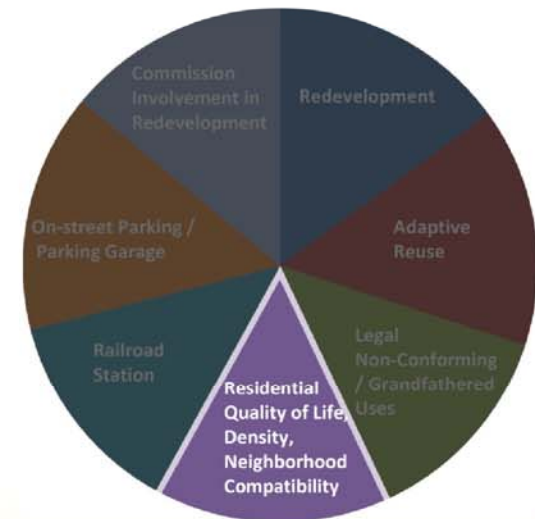 Commission
Involvement in
Redevelopment
Redevelopment
On-street Parking /
Parking Garage
Adaptive
Reuse
Railroad
Station
Legal
Non-Conforming
/ Grandfathered
Uses
Residential
Quality of Life,
Density,
Neighborhood
Compatibility